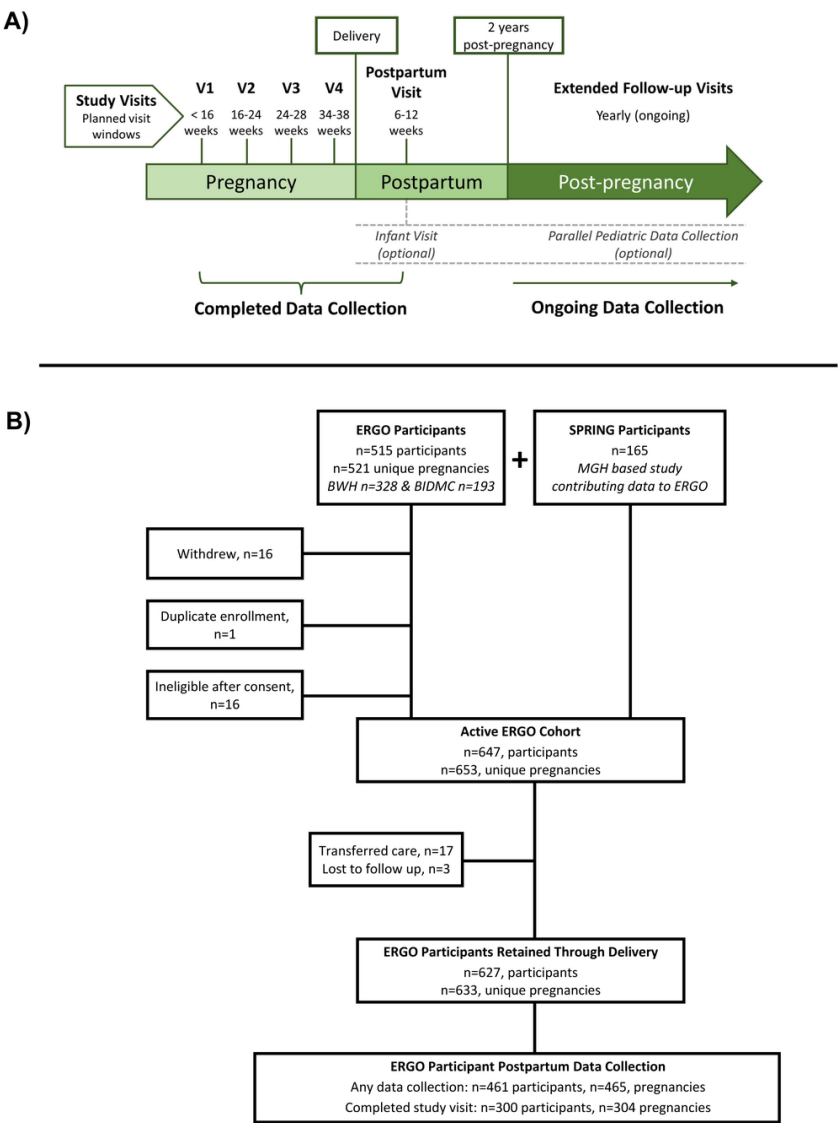 A)
Delivery
2 years
post-pregnancy
Study Visits
Planned visit
windows
V1
< 16
weeks
V2
16-24
weeks
V3
24-28
weeks
V4
34-38
weeks
Postpartum
Visit
6-12
weeks
Extended Follow-up Visits
Yearly (ongoing)
Pregnancy
Postpartum
Post-pregnancy
Infant Visit
(optional)
Parallel Pediatric Data Collection
(optional)
Completed Data Collection
Ongoing Data Collection
B)
ERGO Participants
n=515 participants
n=521 unique pregnancies
BWH n=328 & BIDMC n=193
+
SPRING Participants
n=165
MGH based study
contributing data to ERGO
Withdrew, n=16
Duplicate enrollment,
n=1
Ineligible after consent,
n=16
Active ERGO Cohort
n=647, participants
n=653, unique pregnancies
Transferred care, n=17
Lost to follow up, n=3
ERGO Participants Retained Through Delivery
n=627, participants
n=633, unique pregnancies
ERGO Participant Postpartum Data Collection
Any data collection: n=461 participants, n=465, pregnancies
Completed study visit: n=300 participants, n=304 pregnancies